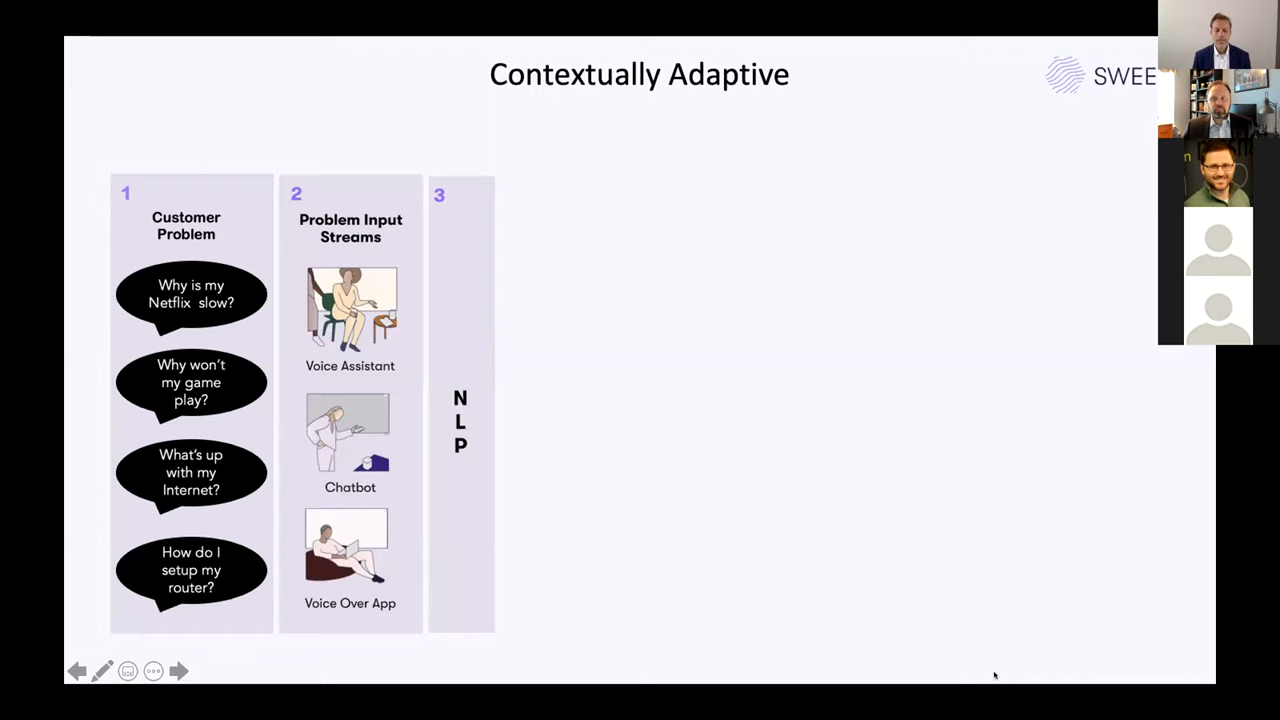 Contextually Adaptive
SWEE
1
Customer
Problem
Why is my
Netflix slow?
Why won't
my game
play?
What's up
with my
Internet?
How do I
setup my
router?
2
Problem Input
Streams
Voice Assistant
Chatbot
Voice Over App
3
N
L
P